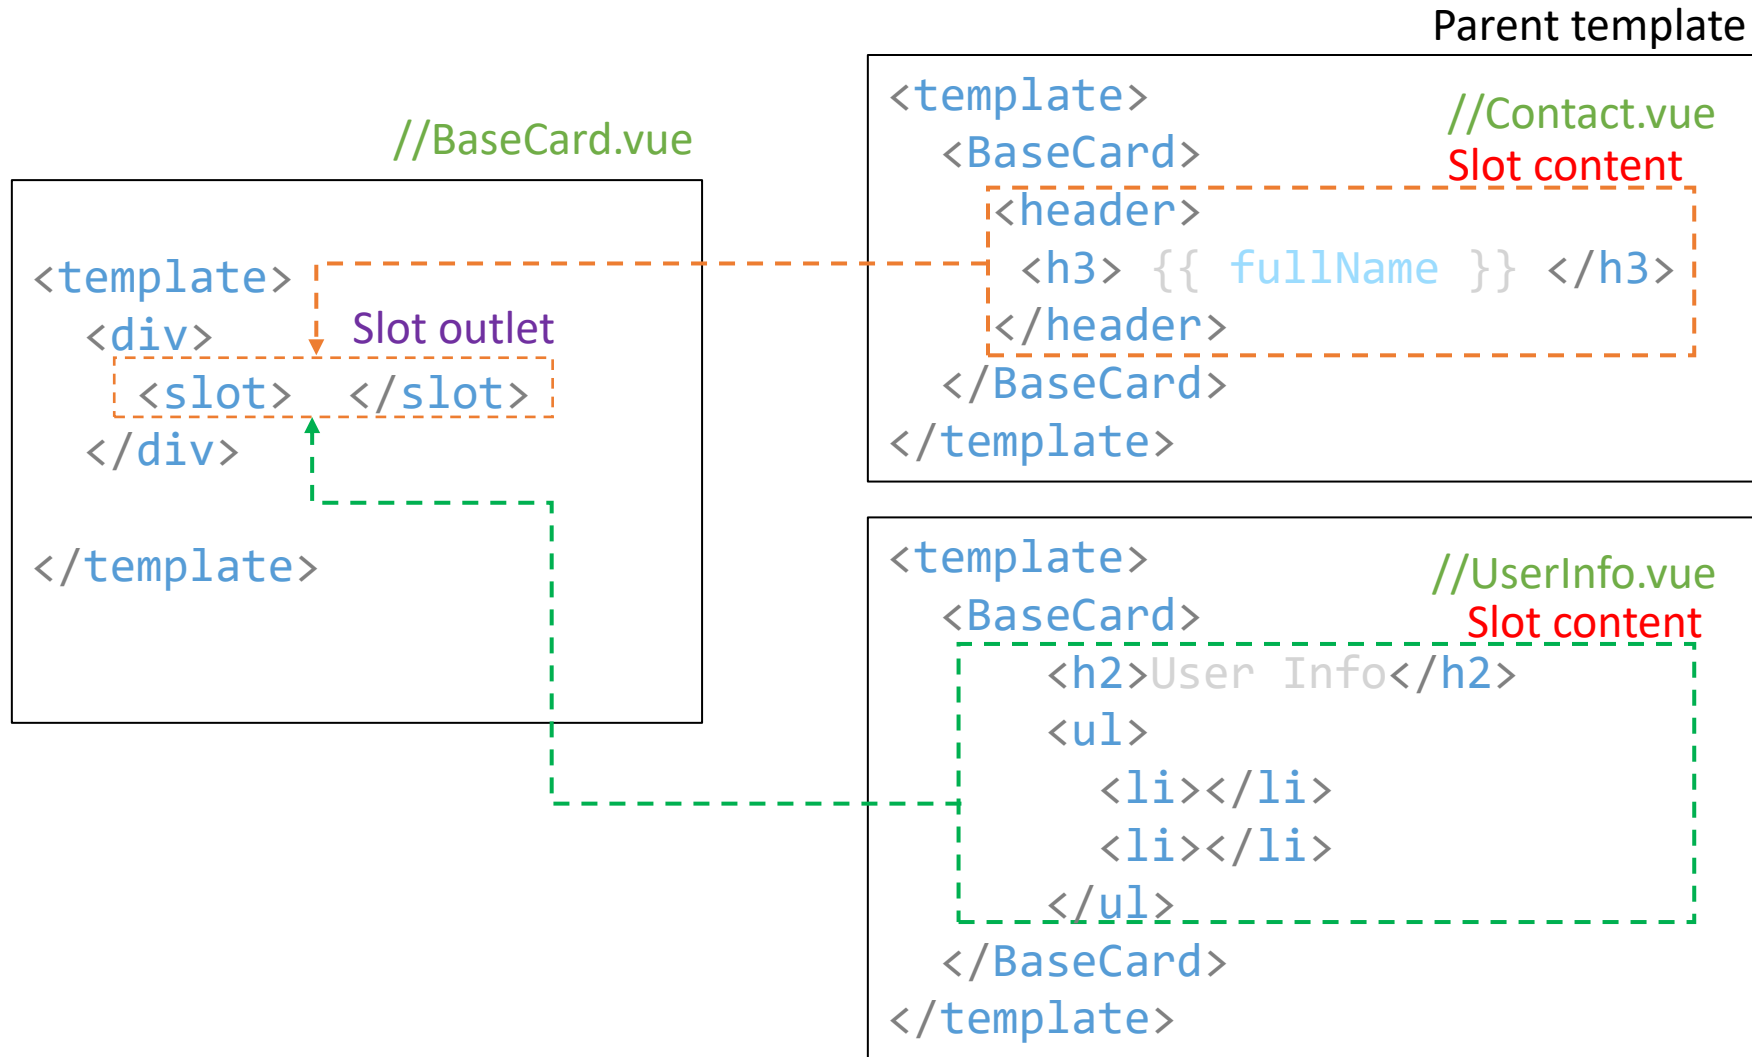 //BaseCard.vue
<template>
<div>
Slot outlet
<slot> </slot>
</div>
</template>
Parent template
<template>
//Contact.vue
<BaseCard>
Slot content
<header>
<h3> {{ fullName }} </h3>
</header>
</BaseCard>
</template>
<template>
//UserInfo.vue
<BaseCard>
Slot content
<h2>User Info</h2>
<ul>
<li></li>
<li></li>
</ul>
</BaseCard>
</template>